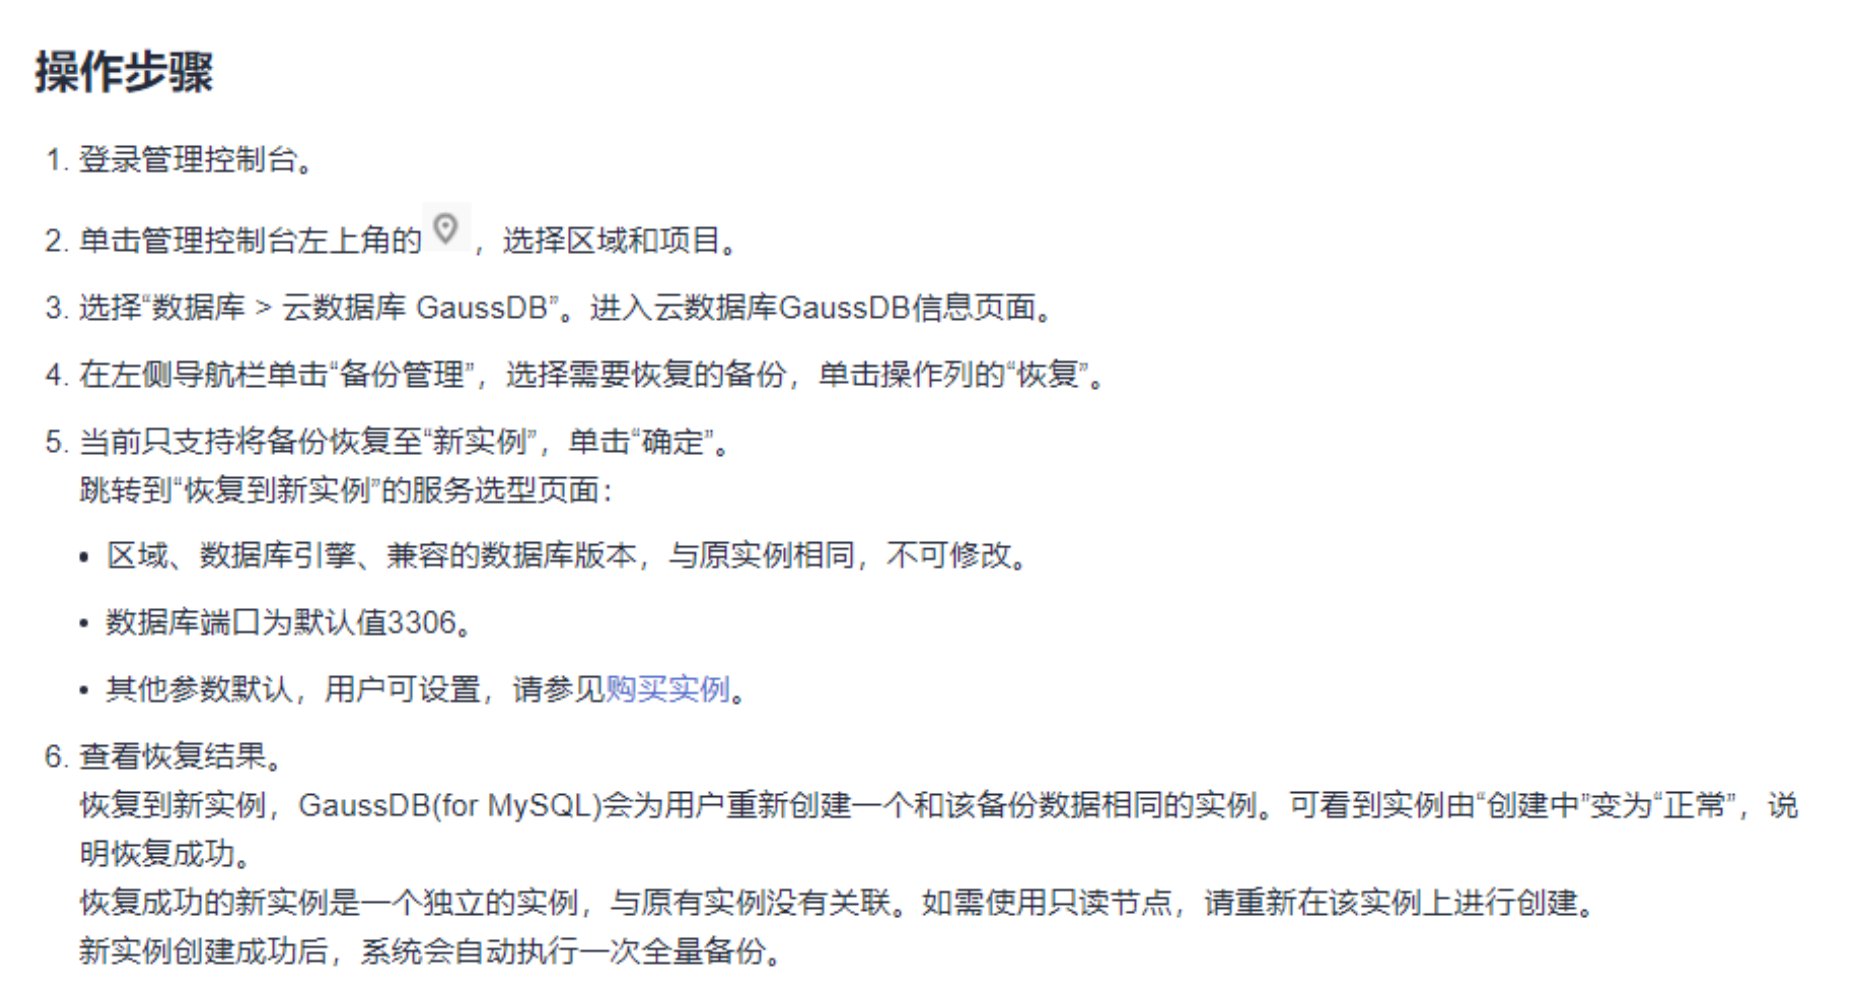 操作步骤
1. 登录管理控制台。
2. 单击管理控制台左上角的 ，选择区域和项目。
3. 选择“数据库 > 云数据库 GaussDB”。进入云数据库GaussDB信息页面。
4. 在左侧导航栏单击“备份管理”，选择需要恢复的备份，单击操作列的“恢复”。
5. 当前只支持将备份恢复至“新实例”，单击“确定”。
跳转到“恢复到新实例”的服务选型页面：
• 区域、数据库引擎、兼容的数据库版本，与原实例相同，不可修改。
• 数据库端口为默认值3306。
• 其他参数默认，用户可设置，请参见购买实例。
6. 查看恢复结果。
恢复到新实例，GaussDB(for MySQL)会为用户重新创建一个和该备份数据相同的实例。可看到实例由“创建中”变为“正常”，说
明恢复成功。
恢复成功的新实例是一个独立的实例，与原有实例没有关联。如需使用只读节点，请重新在该实例上进行创建。
新实例创建成功后，系统会自动执行一次全量备份。